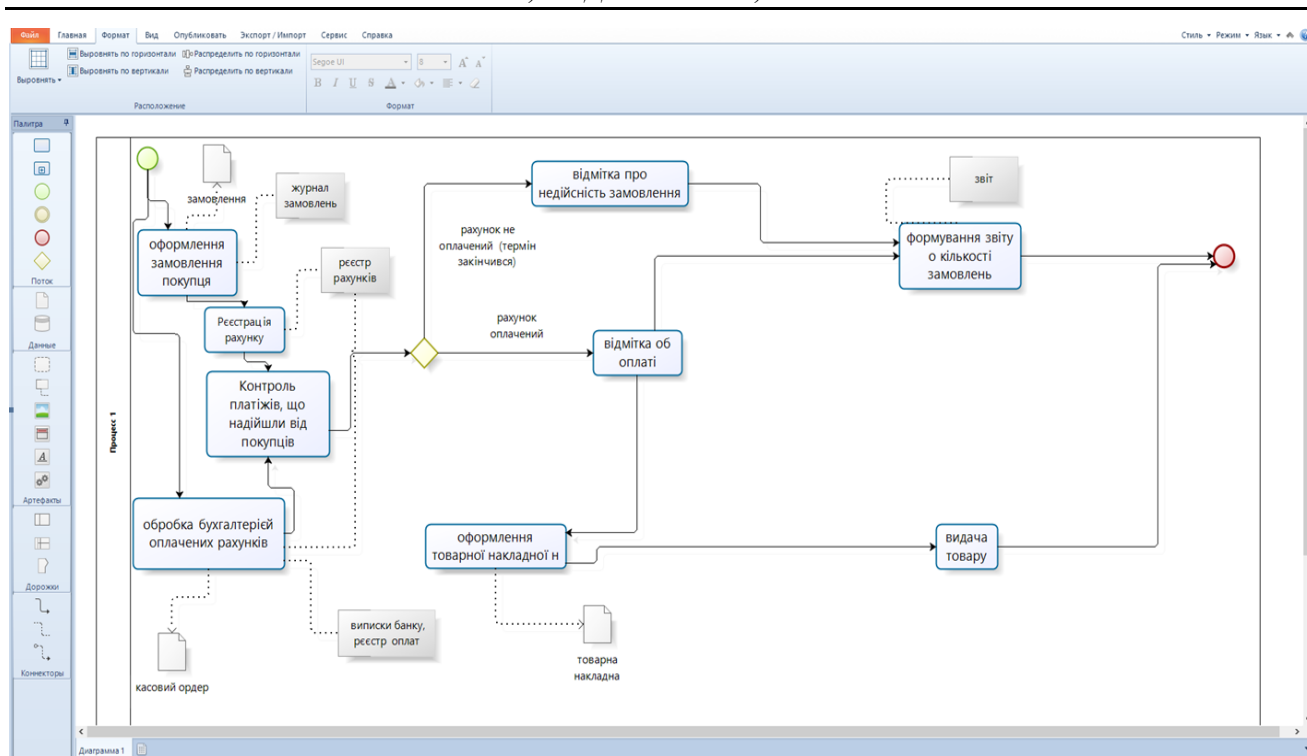 Файл Главная Формат Вид Опубликовать Экспорт / Импорт Сервис Справка Стиль Режим Язык
Выровнять по горизонтали Распределить по горизонтали
Выровнять по вертикали Распределить по вертикали
Выровнять
Segoe UI 8
Расположение Формат
Палитра
Поток
Данные
Артефакты
Дорожки
Коннекторы
Процесс 1
замовлення
журнал
замовлень
оформлення
замовлення
покупця
реєстр
рахунків
Реєстрація
рахунку
Контроль
платіжів, що
надійшли від
покупців
обробка бухгалтерією
оплачених рахунків
касовий ордер
виписки банку,
реєстр оплат
відмітка про
недійсність замовлення
рахунок не
оплачений (термін
закінчився)
рахунок
оплачений
відмітка об
оплаті
звіт
формування звіту
о кількості
замовлень
оформлення
товарної накладної н
видача
товару
товарна
накладна
Диаграмма 1